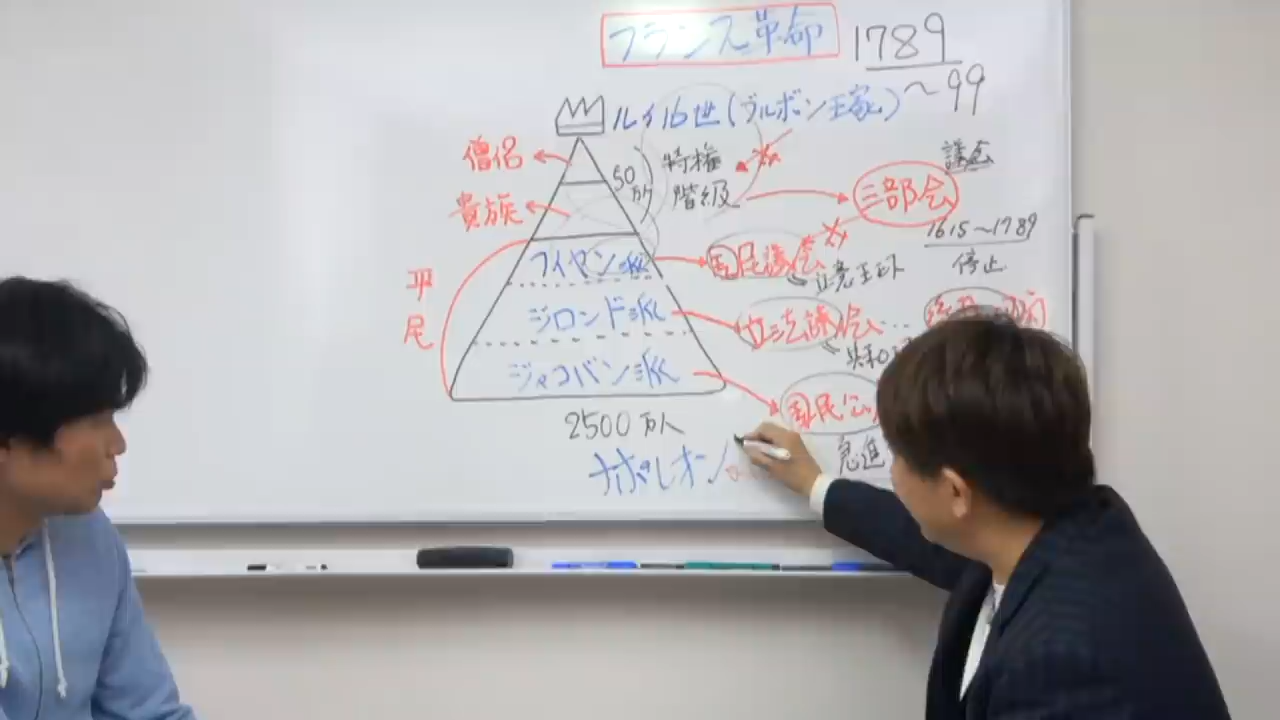 フランス革命 1789
～99
ルイ16世(ブルボン王家)
僧侶
50万
特権
階級
議会
三部会
貴族
1615～1789
停止
平民
フイヤン派
国民議会
立憲王政
ジロンド派
立法議会
ジャコバン派
国民公
2500万人
急進
ナポレオン